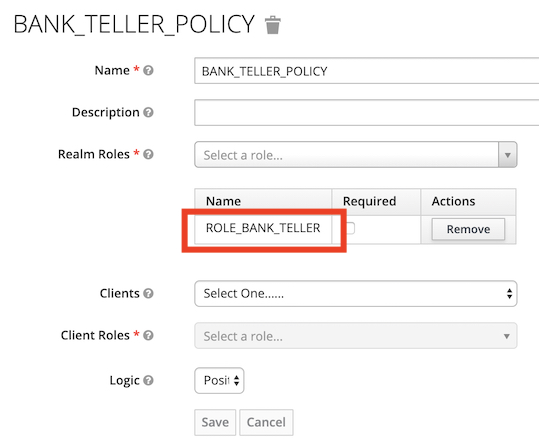 BANK_TELLER_POLICY
Name * BANK_TELLER_POLICY
Description
Realm Roles * Select a role...
Name Required Actions
ROLE_BANK_TELLER Remove
Clients Select One......
Client Roles * Select a role...
Logic Posit
Save Cancel